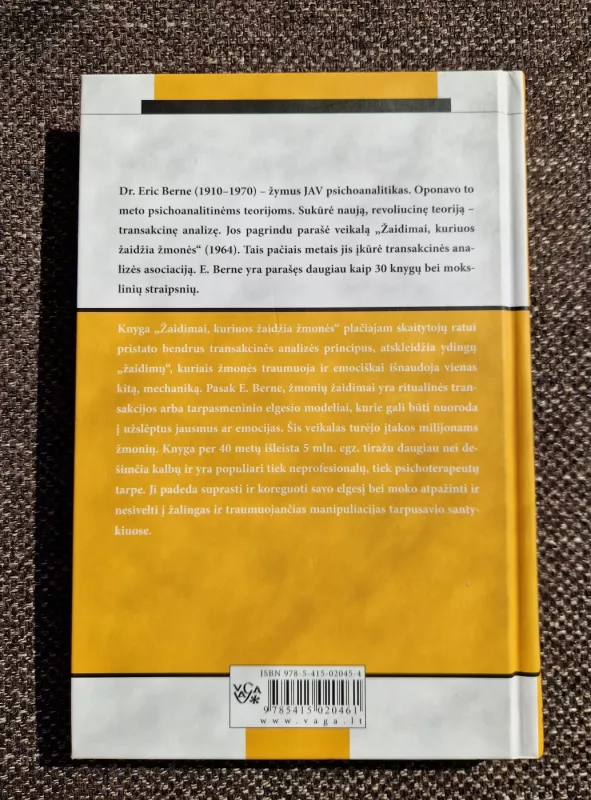 Dr. Eric Berne (1910–1970) – žymus JAV psichoanalitikas. Oponavo to
meto psichoanalitinėms teorijoms. Sukūrė naują, revoliucinę teoriją –
transakcinę analizę. Jos pagrindu parašė veikalą „Žaidimai, kuriuos
žaidžia žmonės“ (1964). Tais pačiais metais jis įkūrė transakcinės ana-
lizės asociaciją. E. Berne yra parašęs daugiau kaip 30 knygų bei moks-
linių straipsnių.
Knyga „Žaidimai, kuriuos žaidžia žmonės“ plačiajam skaitytojų ratui
pristato bendrus transakcinės analizės principus, atskleidžia ydingų
„žaidimų“, kuriais žmonės traumuoja ir emociškai išnaudoja vienas
kitą, mechaniką. Pasak E. Berne, žmonių žaidimai yra ritualinės tran-
sakcijos arba tarpasmeninio elgesio modeliai, kurie gali būti nuoroda
į užslėptus jausmus ar emocijas. Šis veikalas turėjo įtakos milijonams
žmonių. Knyga per 40 metų išleista 5 mln. egz. tiražu daugiau nei de-
šimčia kalbų ir yra populiari tiek neprofesionalų, tiek psichoterapeutų
tarpe. Ji padeda suprasti ir koreguoti savo elgesį bei moko atpažinti ir
nesivelti į žalingas ir traumuojančias manipuliacijas tarpusavio santy-
kiuose.
ISBN 978-5-415-02045-4
VAGA
9785415020461
www.vaga.lt